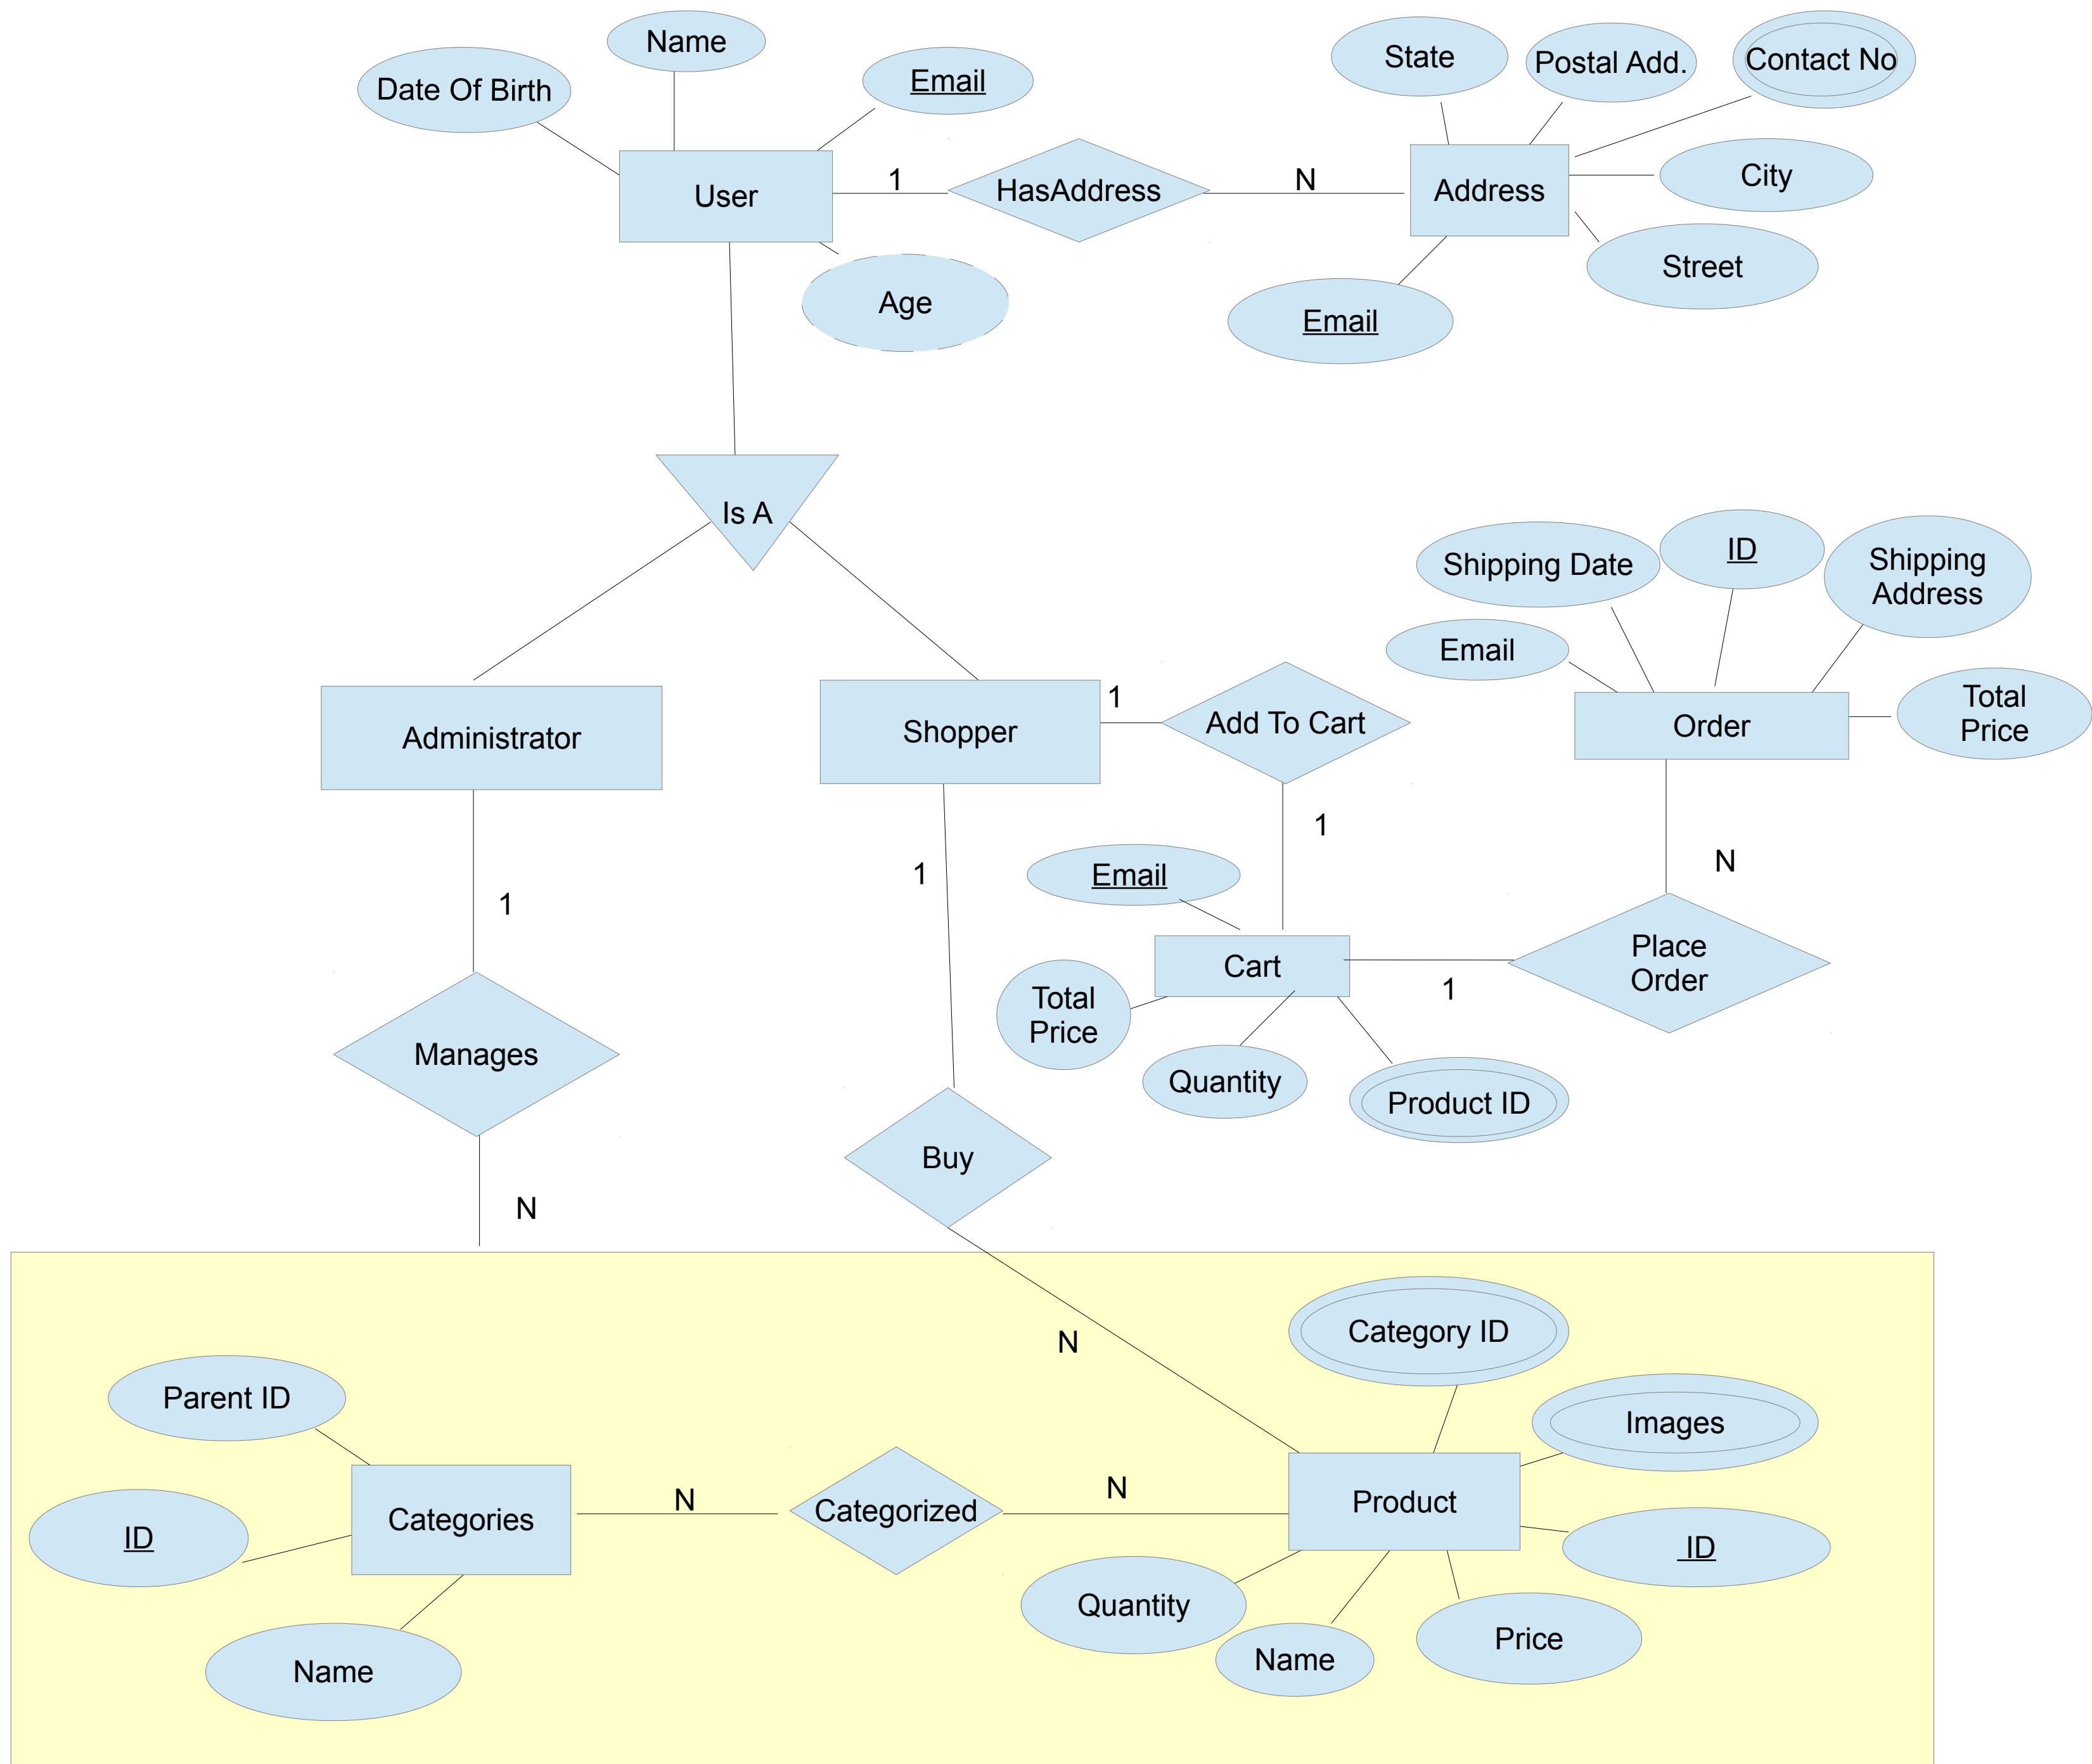 Name
Date Of Birth
Email
State
Postal Add.
Contact No
User
1
HasAddress
N
Address
City
Street
Age
Email
Is A
Shipping Date
ID
Shipping
Address
Email
Total
Price
Order
Administrator
Shopper
1
Add To Cart
1
N
1
1
Email
Cart
1
Place
Order
Total
Price
Quantity
Product ID
Manages
Buy
N
N
Category ID
Parent ID
Images
Categories
N
Categorized
N
Product
ID
ID
Quantity
Name
Price
Name